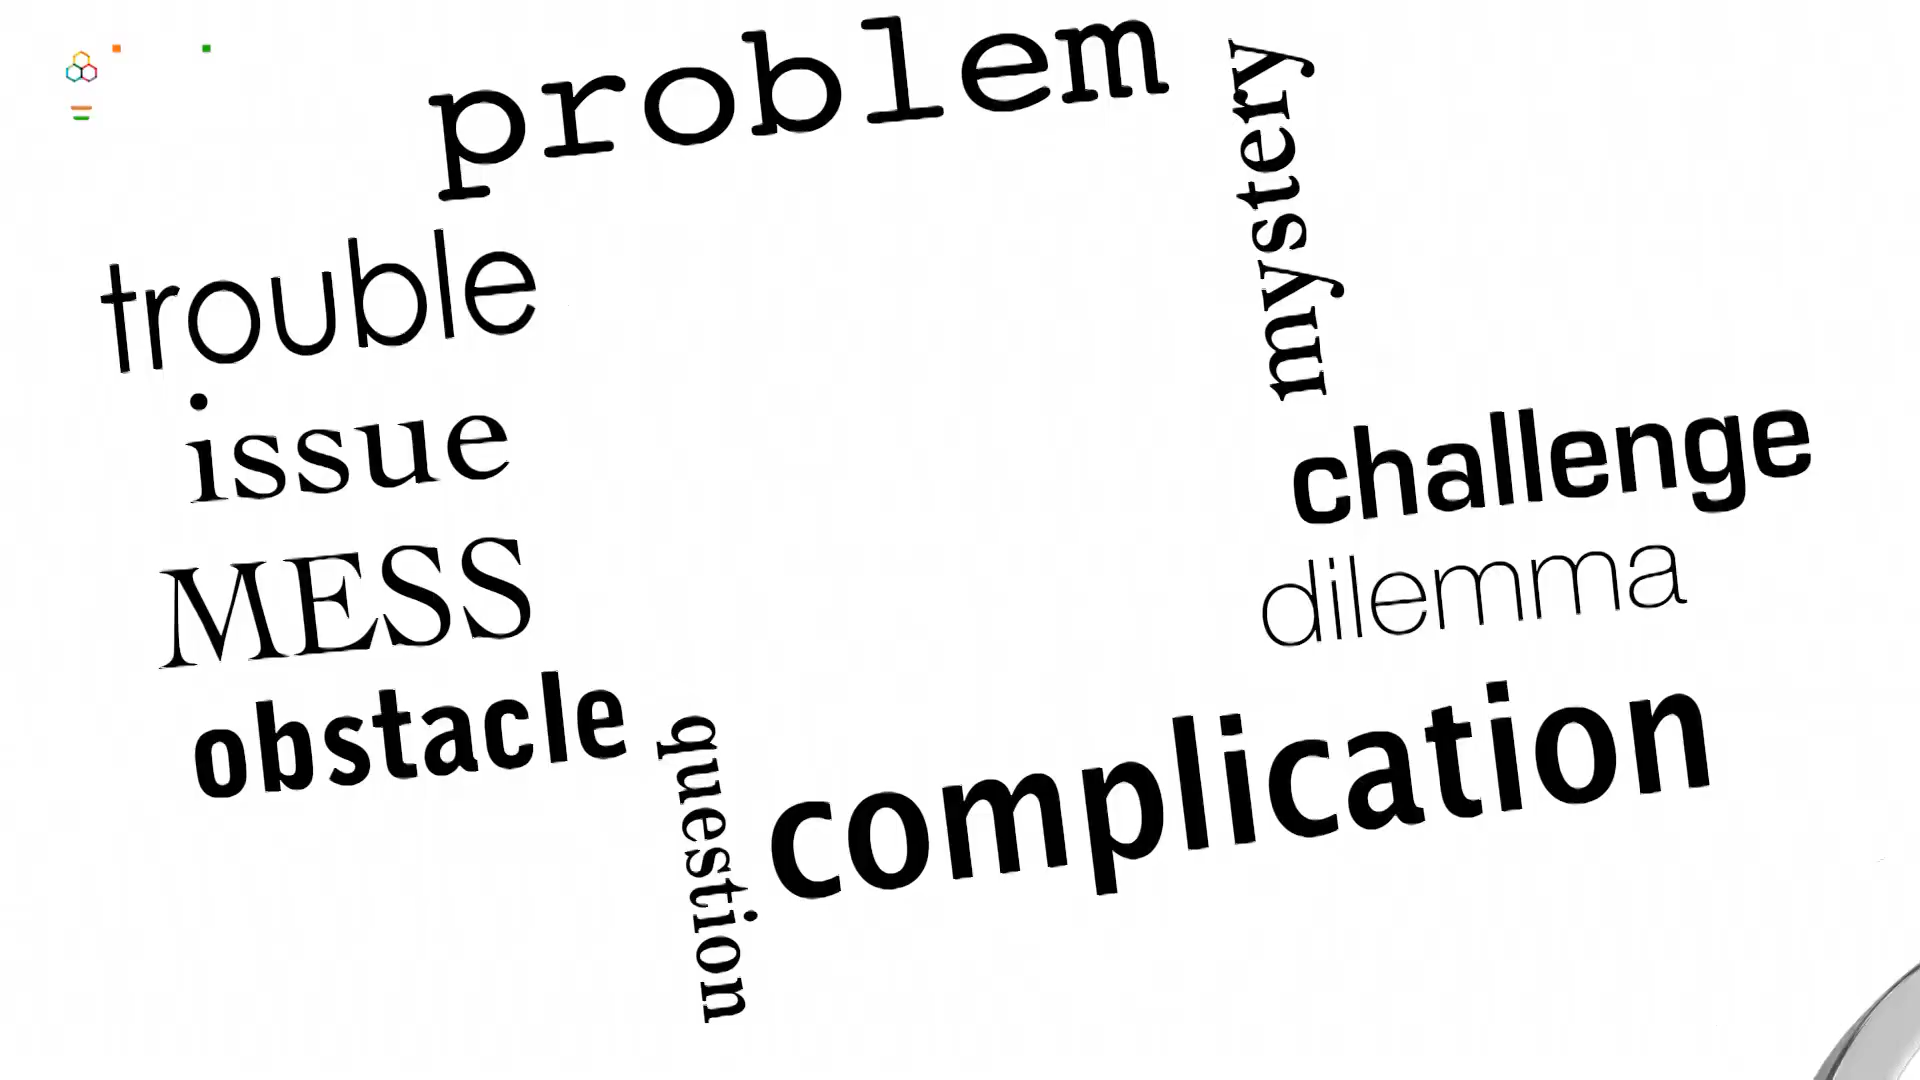 problem
mystery
trouble
issue
challenge
MESS
dilemma
obstacle
question
complication